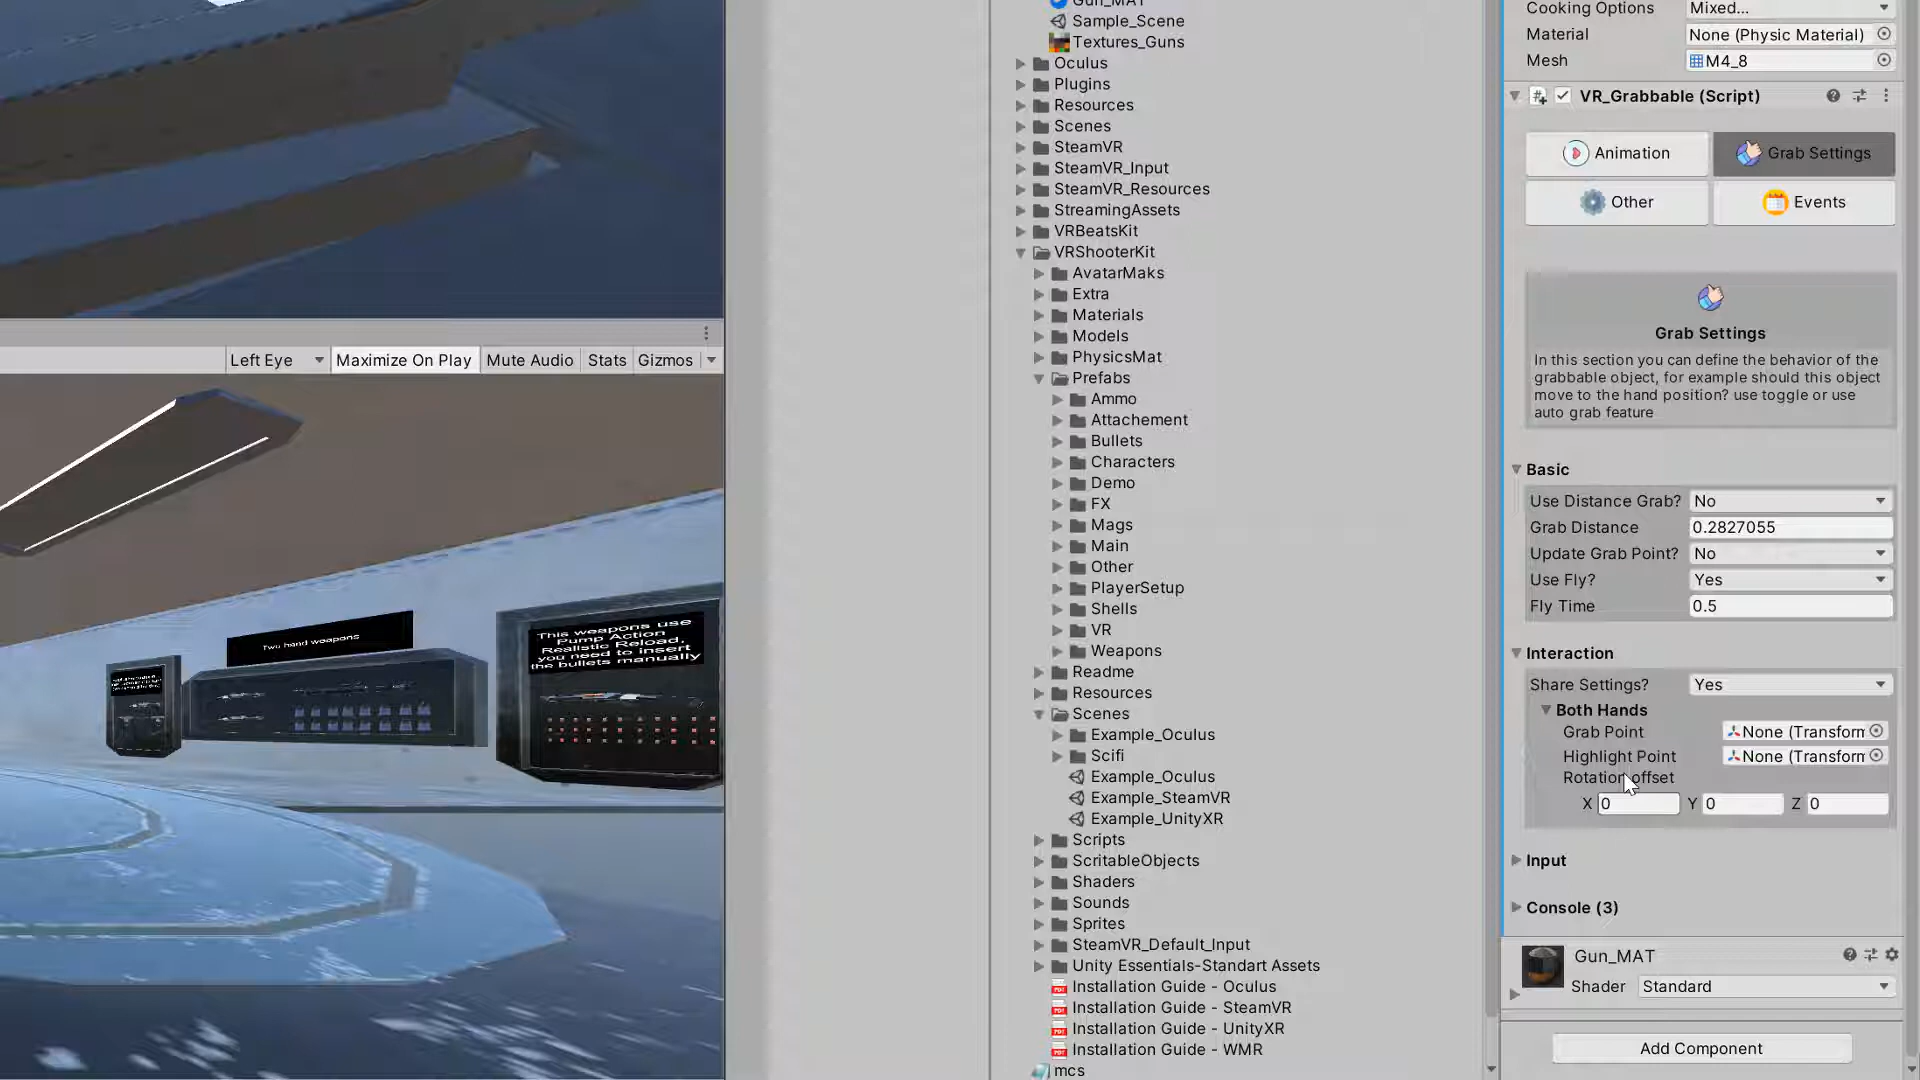 Left Eye
Maximize On Play
Mute Audio
Stats
Gizmos
Two hand weapons
This weapons use
Pump Action
Realistic Reload,
you need to insert
the bullets manually
Gun_MAT
Sample_Scene
Textures_Guns
Oculus
Plugins
Resources
Scenes
SteamVR
SteamVR_Input
SteamVR_Resources
StreamingAssets
VRBeatsKit
VRShooterKit
AvatarMaks
Extra
Materials
Models
PhysicsMat
Prefabs
Ammo
Attachement
Bullets
Characters
Demo
FX
Mags
Main
Other
PlayerSetup
Shells
VR
Weapons
Readme
Resources
Scenes
Example_Oculus
Scifi
Example_Oculus
Example_SteamVR
Example_UnityXR
Scripts
ScritableObjects
Shaders
Sounds
Sprites
SteamVR_Default_Input
Unity Essentials-Standart Assets
Installation Guide - Oculus
Installation Guide - SteamVR
Installation Guide - UnityXR
Installation Guide - WMR
mcs
Cooking Options Mixed...
Material None (Physic Material)
Mesh M4_8
VR_Grabbable (Script)
Animation Grab Settings
Other Events
Grab Settings
In this section you can define the behavior of the
grabbable object, for example should this object
move to the hand position? use toggle or use
auto grab feature
Basic
Use Distance Grab? No
Grab Distance 0.2827055
Update Grab Point? No
Use Fly? Yes
Fly Time 0.5
Interaction
Share Settings? Yes
Both Hands
Grab Point None (Transforn
Highlight Point None (Transforn
Rotation offset
X 0 Y 0 Z 0
Input
Console (3)
Gun_MAT
Shader Standard
Add Component